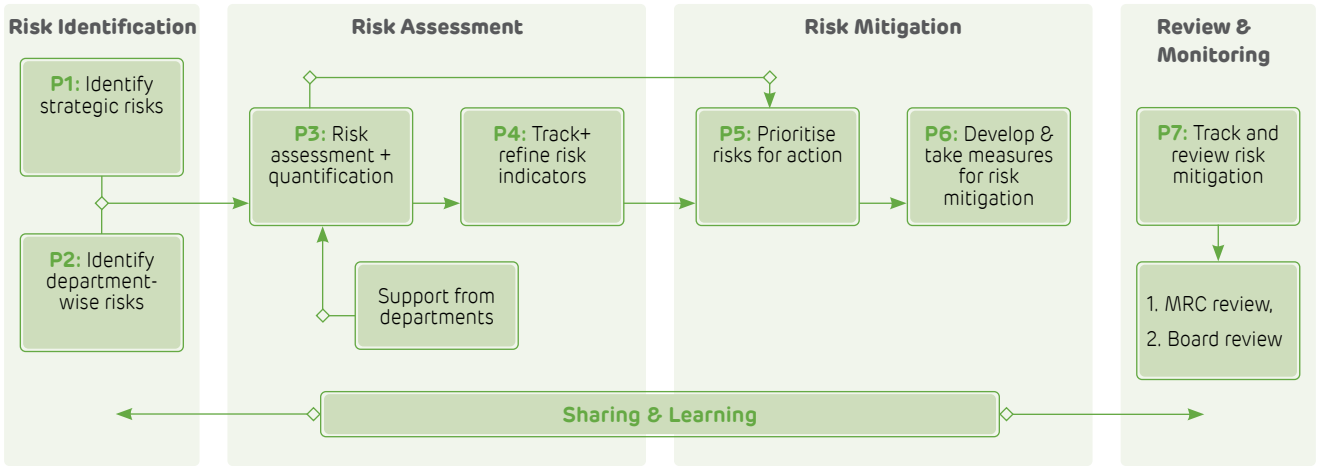 Risk Identification
P1: Identify
strategic risks
P2: Identify
department-
wise risks
Risk Assessment
P3: Risk
assessment +
quantification
P4: Track+
refine risk
indicators
Support from
departments
Risk Mitigation
P5: Prioritise
risks for action
P6: Develop &
take measures
for risk
mitigation
Review &
Monitoring
P7: Track and
review risk
mitigation
1. MRC review,
2. Board review
Sharing & Learning